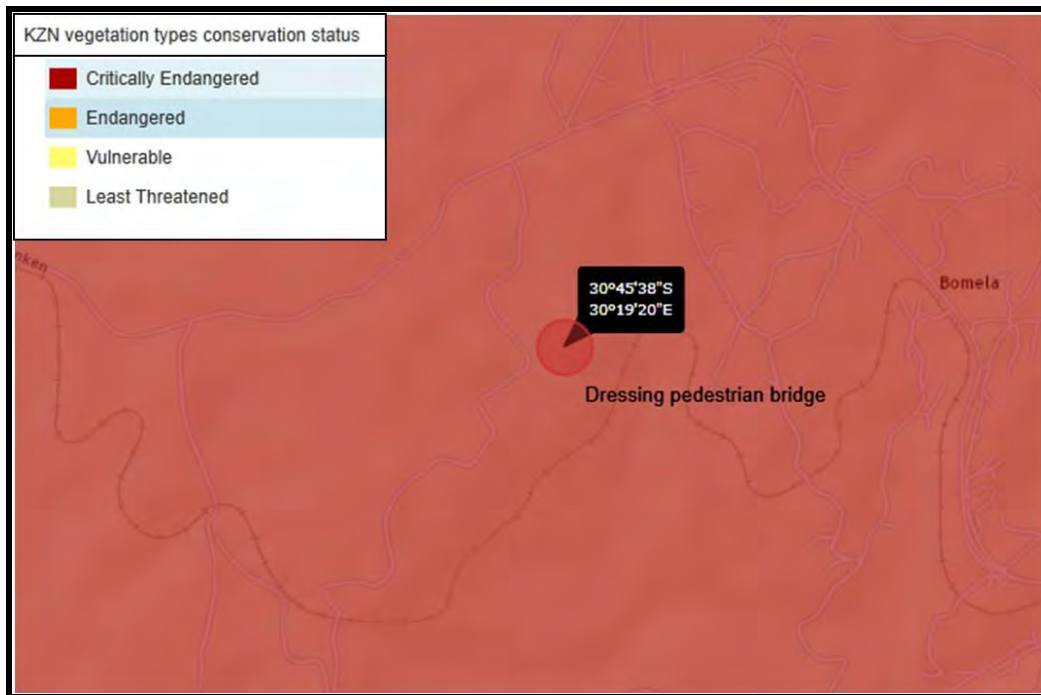 KZN vegetation types conservation status
Critically Endangered
Endangered
Vulnerable
Least Threatened
nken
30°45'38"S
30°19'20"E
Bomela
Dressing pedestrian bridge